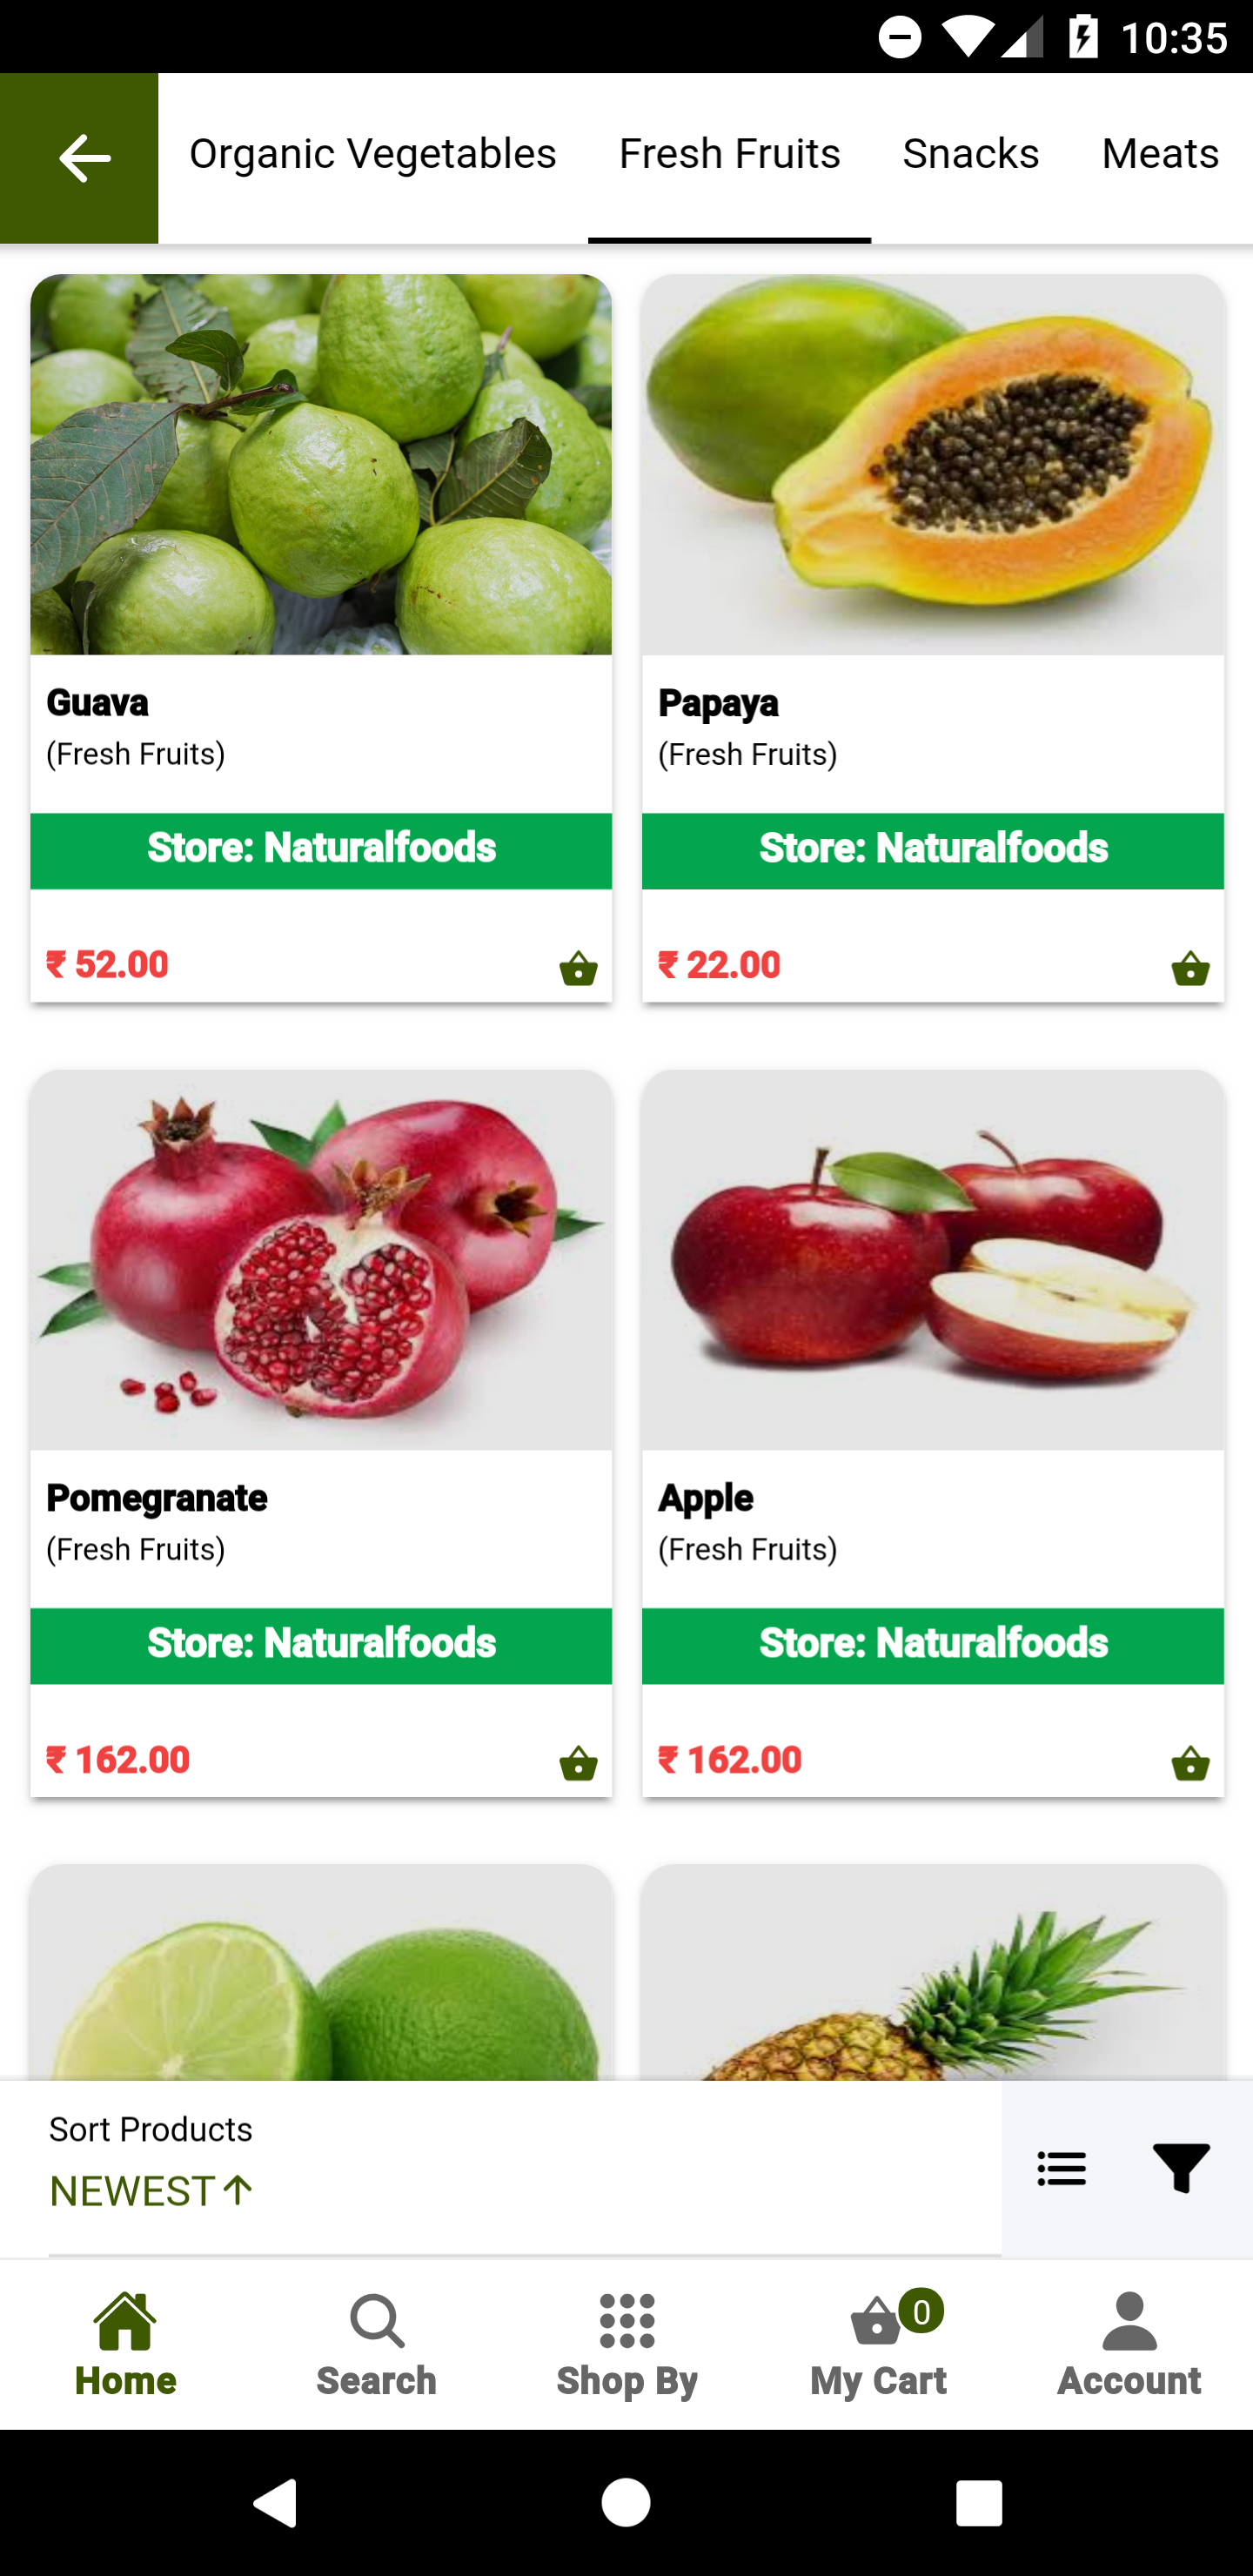 10:35
Organic Vegetables Fresh Fruits Snacks Meats
Guava
(Fresh Fruits)
Store: Naturalfoods
₹ 52.00
Papaya
(Fresh Fruits)
Store: Naturalfoods
₹ 22.00
Pomegranate
(Fresh Fruits)
Store: Naturalfoods
₹ 162.00
Apple
(Fresh Fruits)
Store: Naturalfoods
₹ 162.00
Sort Products
NEWEST
0
Home Search Shop By My Cart Account